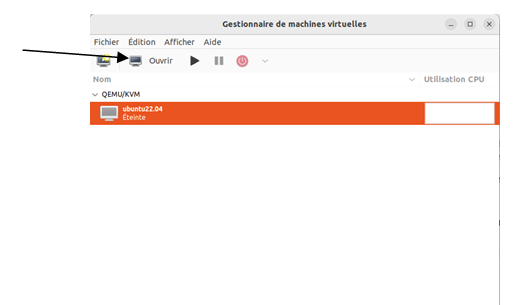 Gestionnaire de machines virtuelles
Fichier Édition Afficher Aide
Ouvrir
Nom Utilisation CPU
QEMU/KVM
ubuntu22.04
Éteinte